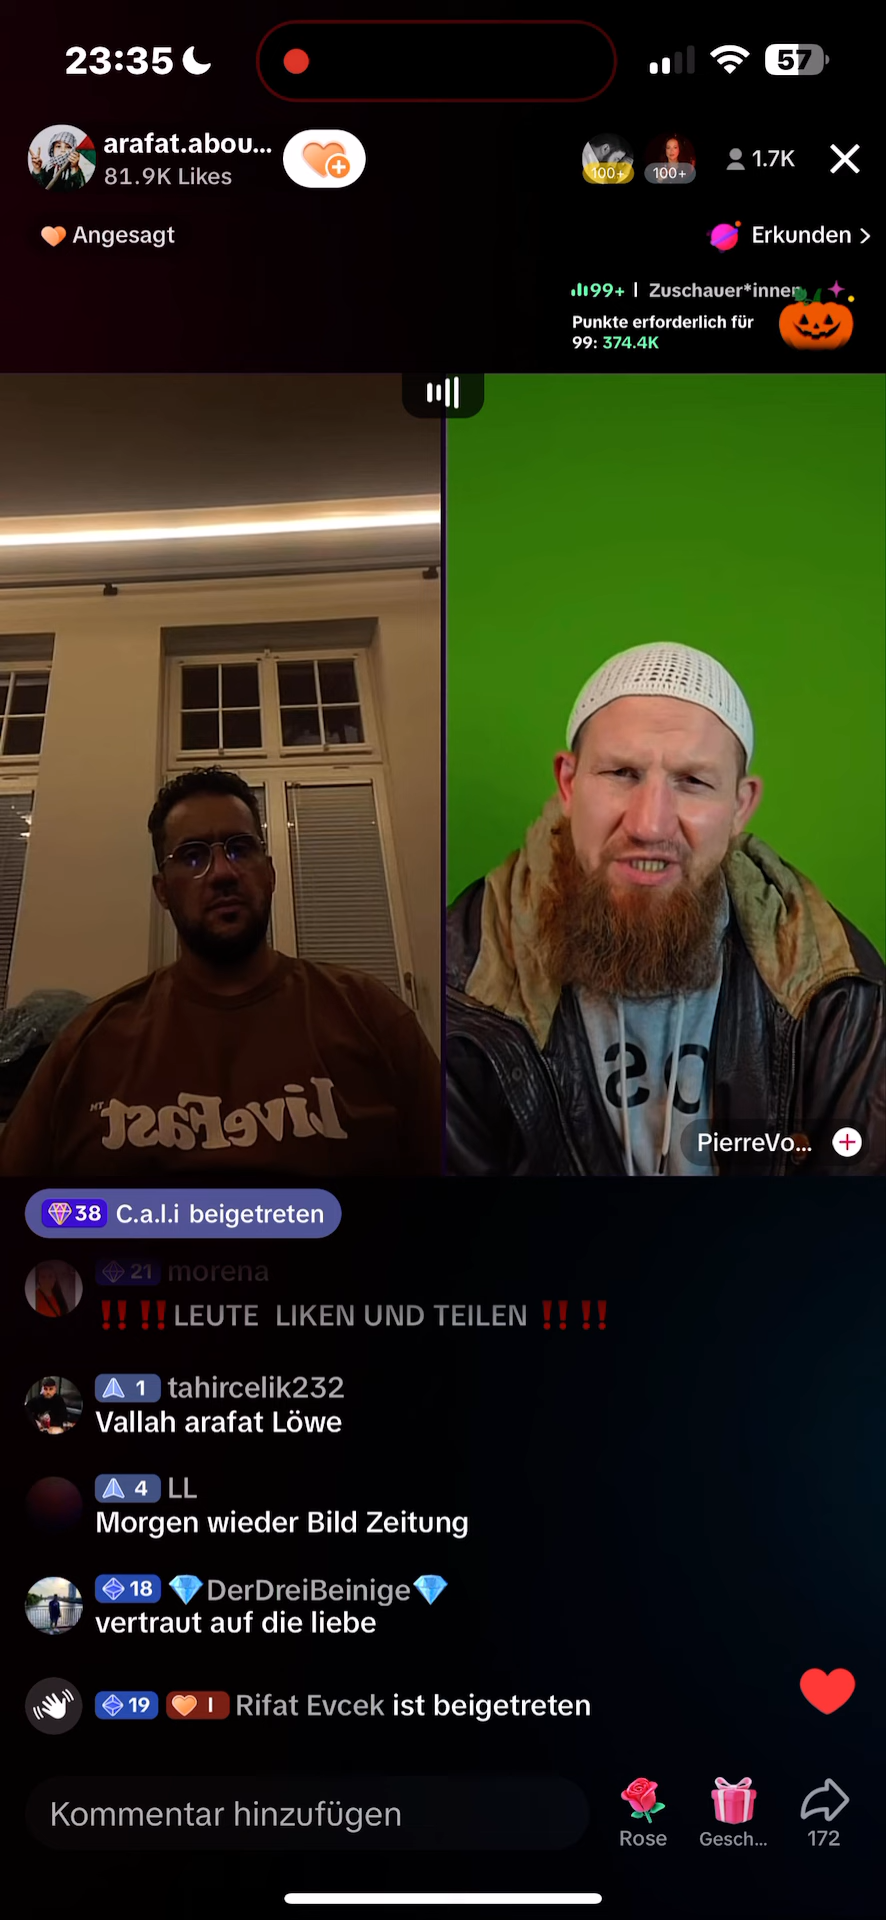 23:35
57
arafat.abou...
81.9K Likes
100+
100+
1.7K
Angesagt
Erkunden >
99+ | Zuschauer*innen
Punkte erforderlich für
99: 374.4K
LiveFast™
OS
PierreVo...
38 C.a.l.i beigetreten
21 morena
‼️‼️LEUTE LIKEN UND TEILEN ‼️‼️
1 tahircelik232
Vallah arafat Löwe
4 LL
Morgen wieder Bild Zeitung
18 💎DerDreiBeinige💎
vertraut auf die liebe
19 I Rifat Evcek ist beigetreten
Kommentar hinzufügen
Rose
Gesch...
172